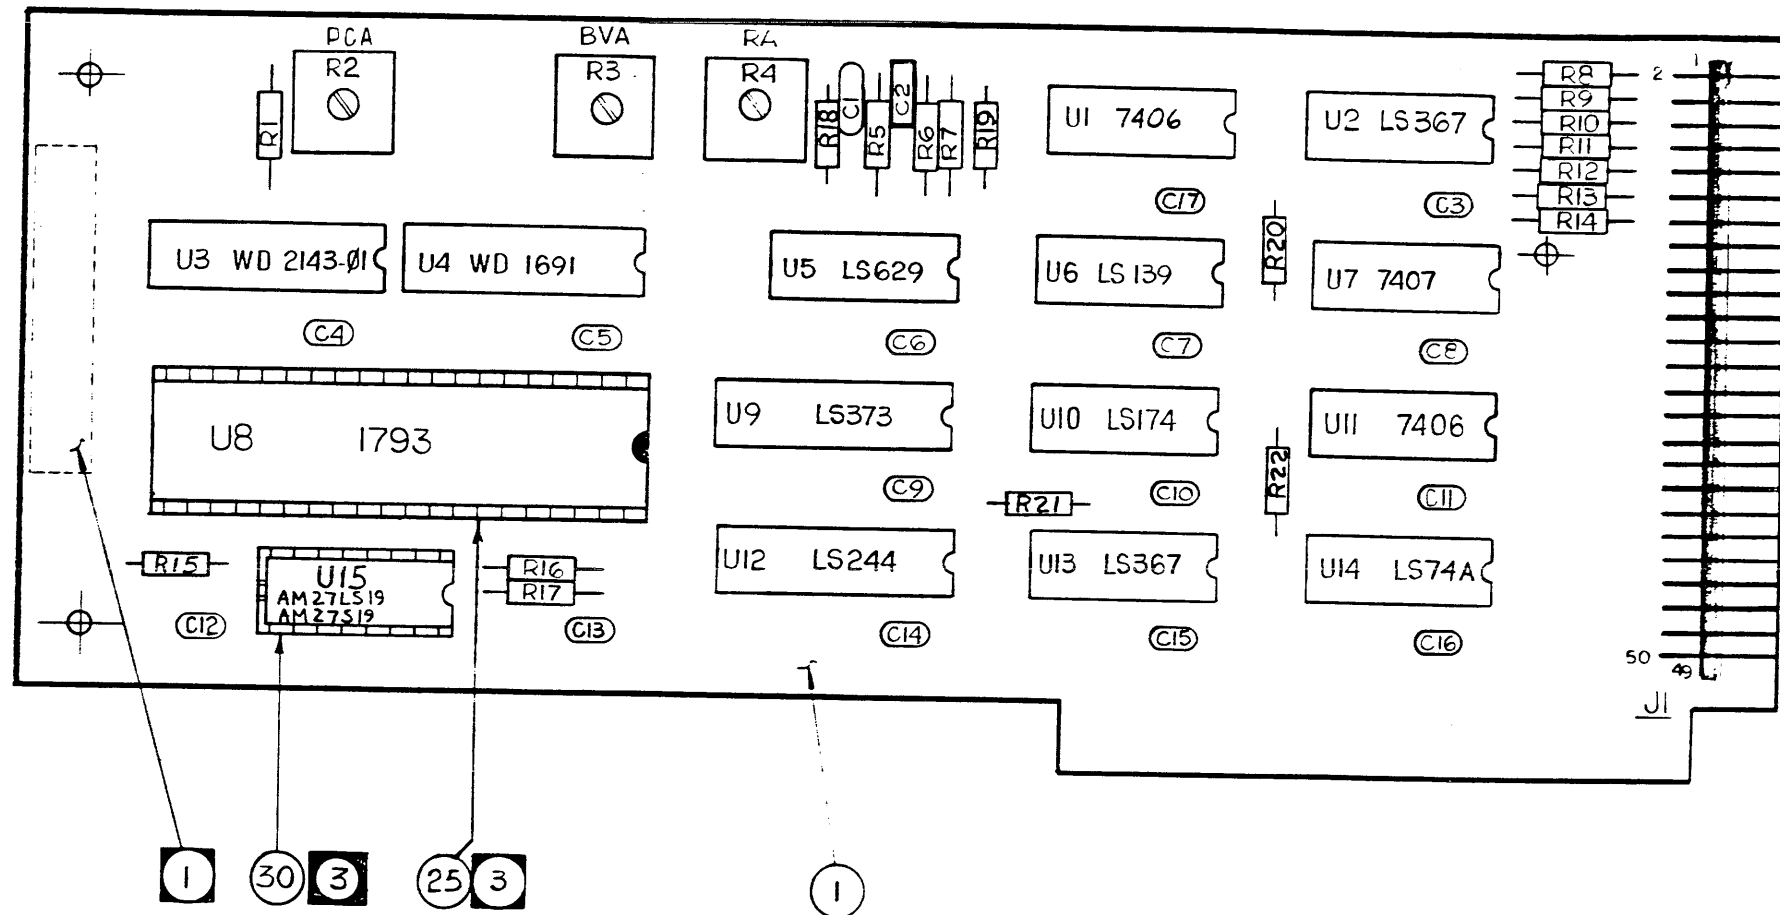 PCA
BVA
RA
R2
R3
R4
R1
R18
C1
R5
C2
R6
R7
R19
U1 7406
U2 LS367
R8
R9
R10
R11
R12
R13
R14
1
2
C17
C3
U3 WD 2143-Ø1
U4 WD 1691
U5 LS629
U6 LS139
R20
U7 7407
C4
C5
C6
C7
C8
U8 1793
U9 LS373
U10 LS174
U11 7406
R22
C9
C10
C11
R21
R15
U15
AM27LS19
AM27S19
R16
R17
U12 LS244
U13 LS367
U14 LS74A
C12
C13
C14
C15
C16
50
49
J1
1
30
3
25
3
1